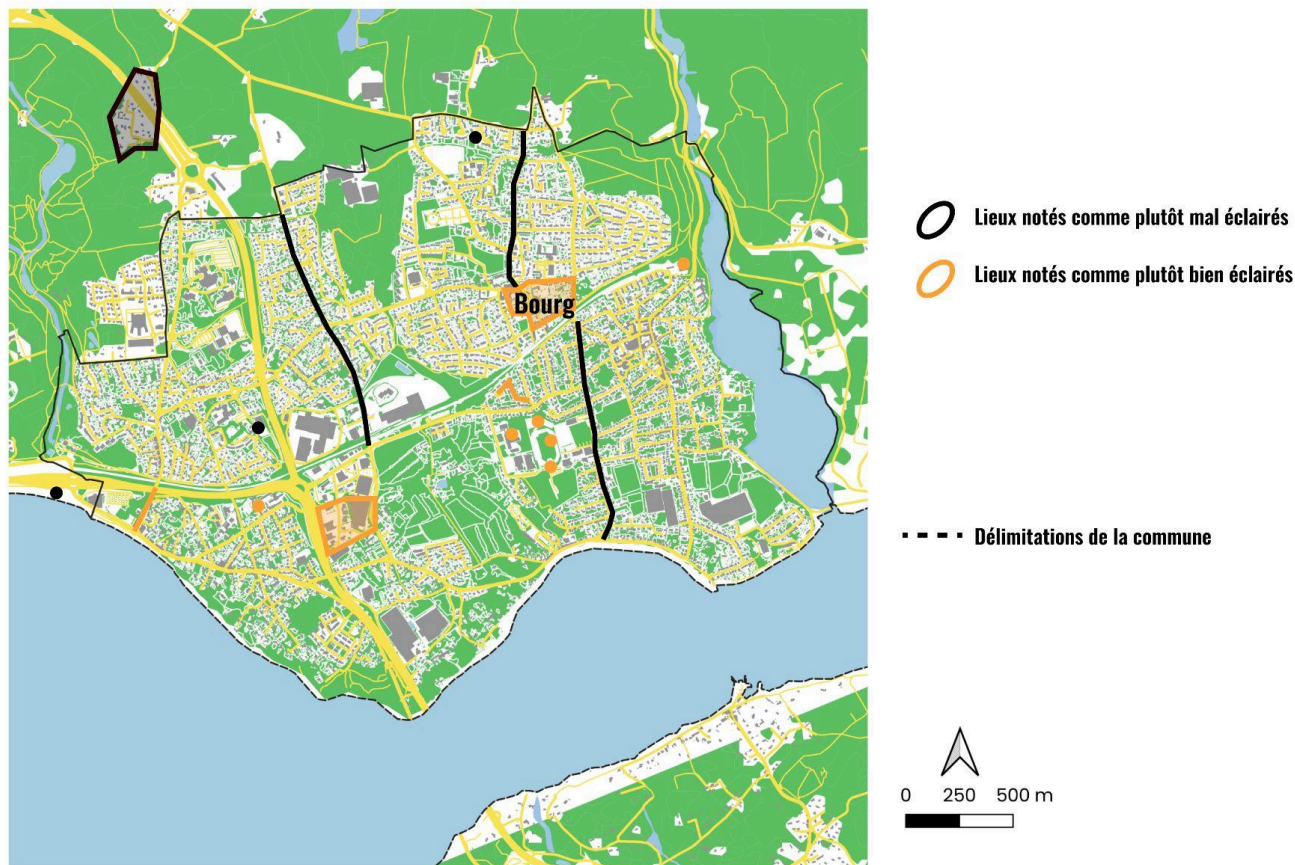 Bourg
Lieux notés comme plutôt mal éclairés
Lieux notés comme plutôt bien éclairés
Délimitations de la commune
0 250 500 m